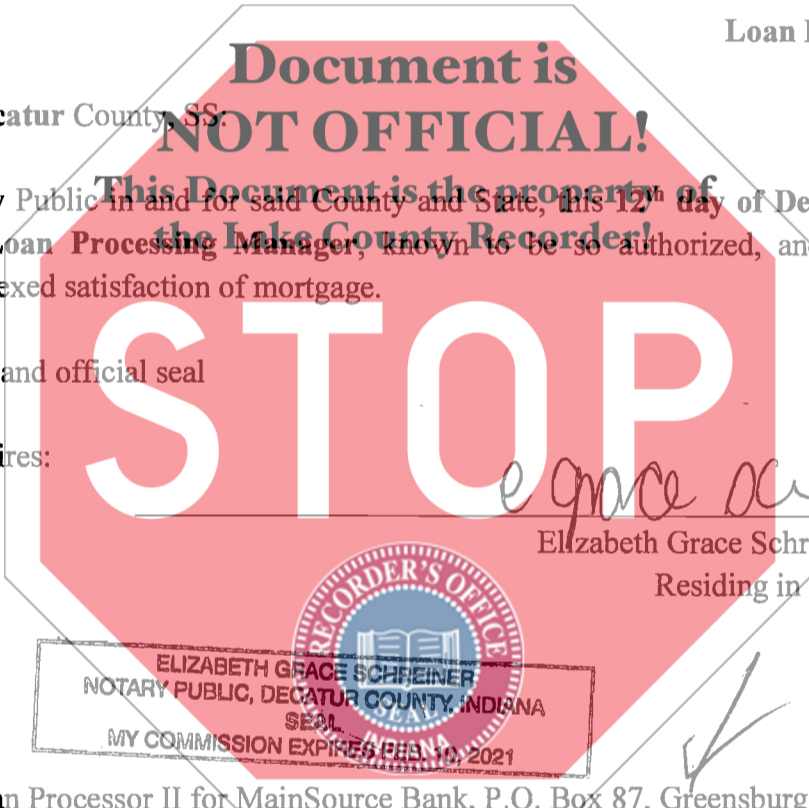 Loan
Document is
catur County, SS:
NOT OFFICIAL!
This Document is the property of
y Public in and for said County and State, this 12th day of De
the Lake County Recorder!
Loan Processing Manager, known to be so authorized, an
exed satisfaction of mortgage.
STOP
and official seal
ires:
e grace
Elizabeth Grace Schr
Residing in
RECORDER'S OFFICE
SEAL
INDIANA
ELIZABETH GRACE SCHREINER
NOTARY PUBLIC, DECATUR COUNTY, INDIANA
SEAL
MY COMMISSION EXPIRES FEB. 10, 2021
n Processor II for MainSource Bank, P.O. Box 87, Greensburg